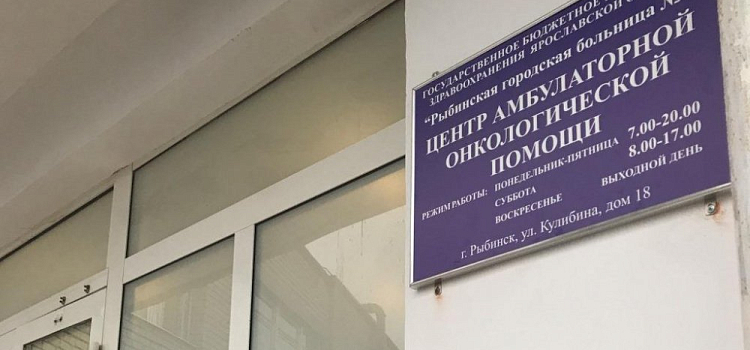 ГОСУДАРСТВЕННОЕ БЮДЖЕТНОЕ
ЗДРАВООХРАНЕНИЯ ЯРОСЛАВСКОЙ
"Рыбинская городская больница №
ЦЕНТР АМБУЛАТОРНОЙ
ОНКОЛОГИЧЕСКОЙ
ПОМОЩИ
РЕЖИМ РАБОТЫ: ПОНЕДЕЛЬНИК-ПЯТНИЦА 7.00-20.00
СУББОТА 8.00-17.00
ВОСКРЕСЕНЬЕ ВЫХОДНОЙ ДЕНЬ
г. Рыбинск, ул. Кулибина, дом 18